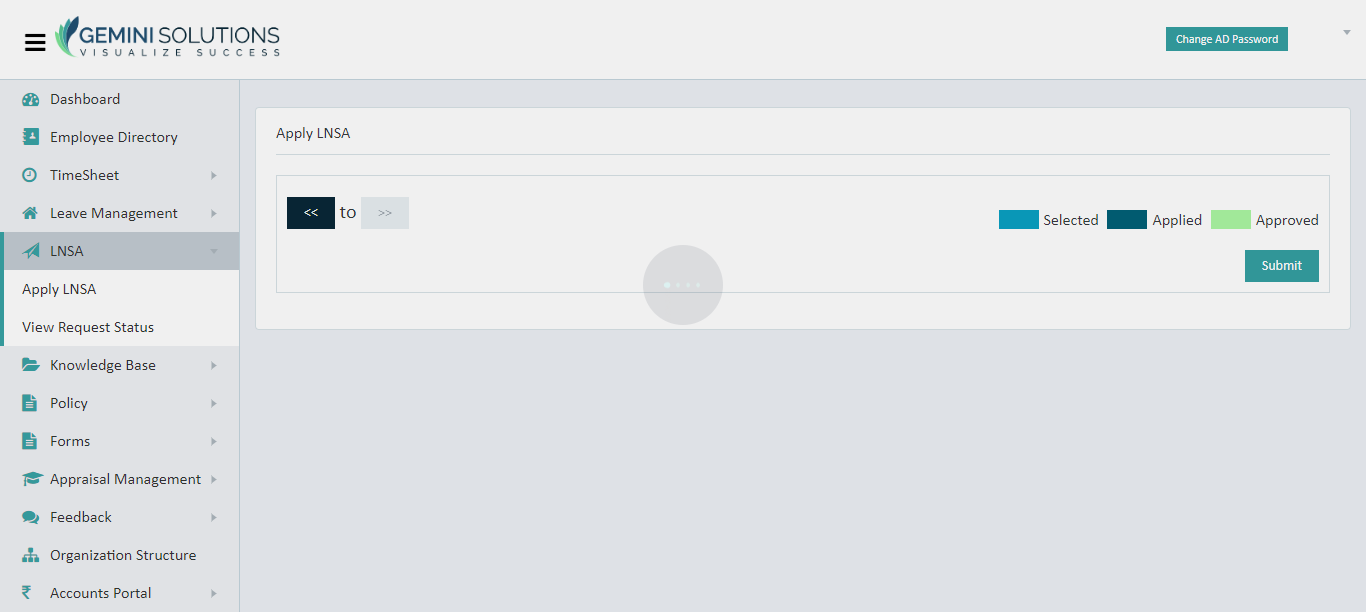 GEMINI SOLUTIONS
VISUALIZE SUCCESS
Change AD Password
Dashboard
Employee Directory
TimeSheet
Leave Management
LNSA
Apply LNSA
View Request Status
Knowledge Base
Policy
Forms
Appraisal Management
Feedback
Organization Structure
₹ Accounts Portal
Apply LNSA
<< to >>
Selected Applied Approved
Submit